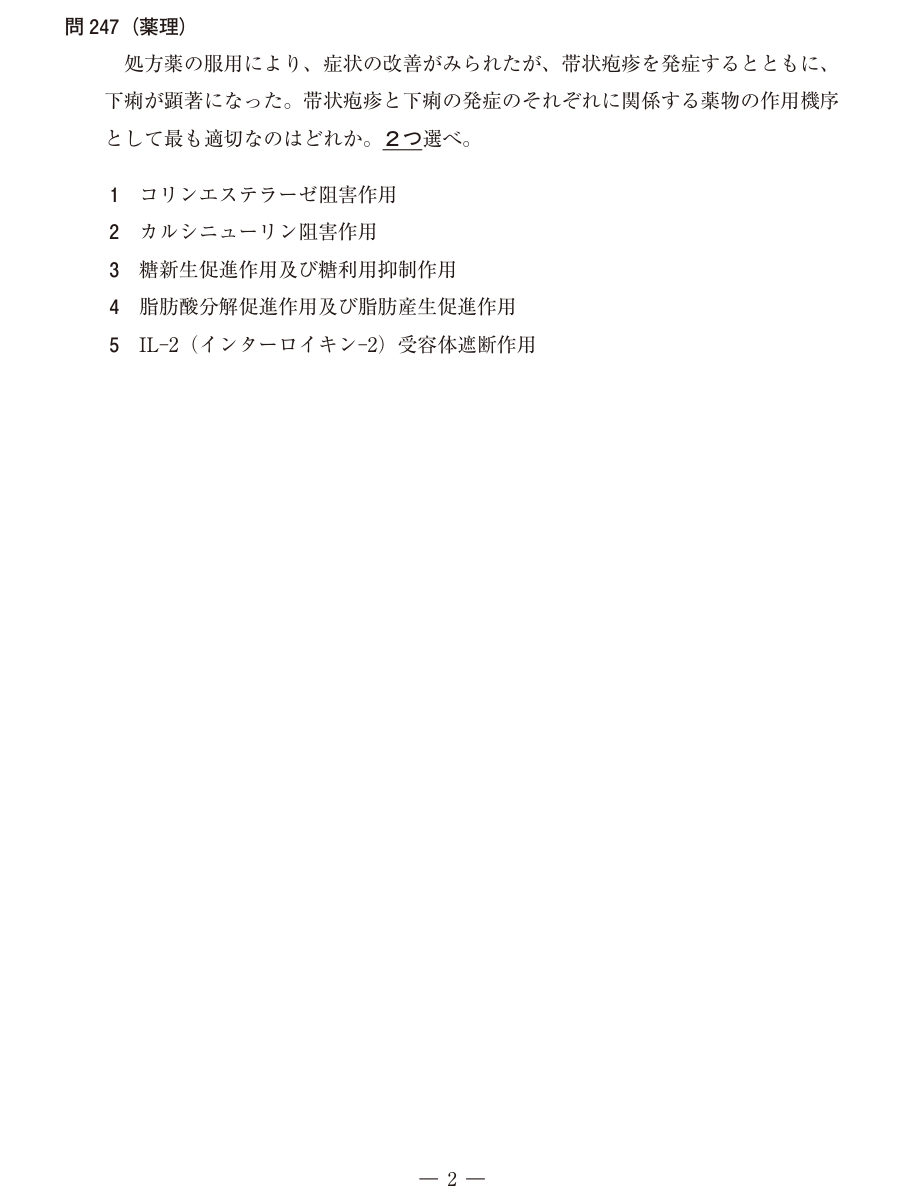 問 247（薬理）
処方薬の服用により、症状の改善がみられたが、帯状疱疹を発症するとともに、
下痢が顕著になった。帯状疱疹と下痢の発症のそれぞれに関係する薬物の作用機序
として最も適切なのはどれか。２つ選べ。
1 コリンエステラーゼ阻害作用
2 カルシニューリン阻害作用
3 糖新生促進作用及び糖利用抑制作用
4 脂肪酸分解促進作用及び脂肪産生促進作用
5 IL-2（インターロイキン-2）受容体遮断作用
— 2 —